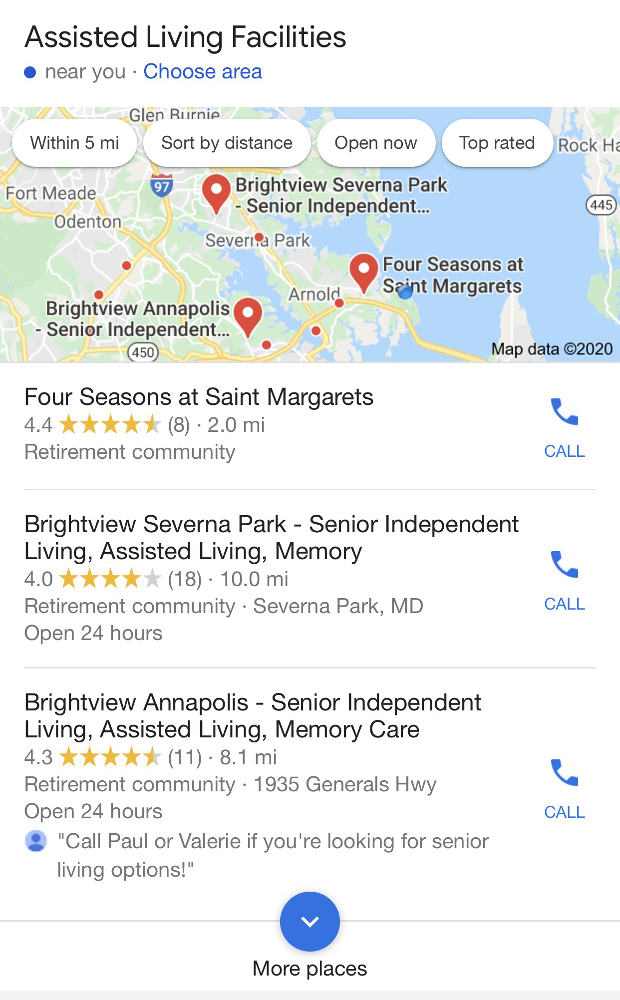 Assisted Living Facilities
near you · Choose area
Glen Burnie
Within 5 mi
Sort by distance
Open now
Top rated
Rock Ha
97
Brightview Severna Park
- Senior Independent...
Fort Meade
445
Odenton
Severna Park
Four Seasons at
Saint Margarets
Arnold
Brightview Annapolis
- Senior Independent...
450
Map data ©2020
Four Seasons at Saint Margarets
4.4 (8) · 2.0 mi
Retirement community
CALL
Brightview Severna Park - Senior Independent
Living, Assisted Living, Memory
4.0 (18) · 10.0 mi
Retirement community · Severna Park, MD
CALL
Open 24 hours
Brightview Annapolis - Senior Independent
Living, Assisted Living, Memory Care
4.3 (11) · 8.1 mi
Retirement community · 1935 Generals Hwy
Open 24 hours
CALL
"Call Paul or Valerie if you're looking for senior
living options!"
More places